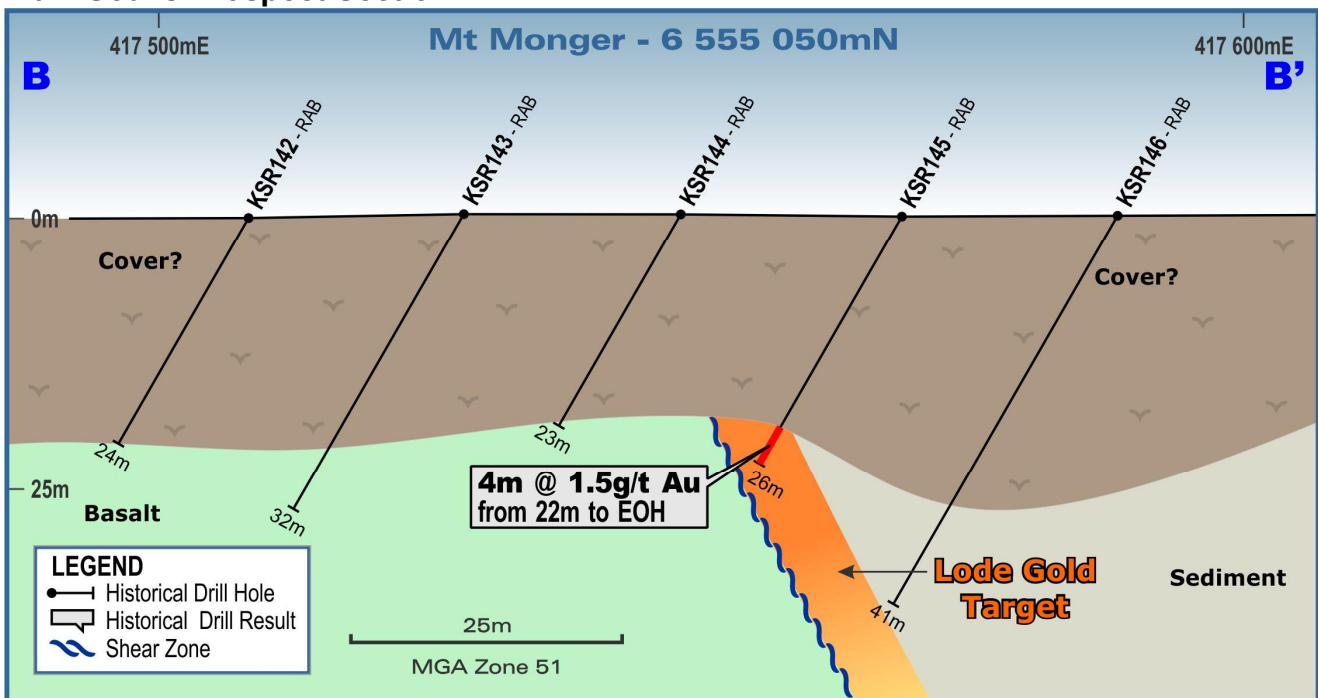 417 500mE
Mt Monger - 6 555 050mN
417 600mE
B
B'
KSR142 - RAB
KSR143 - RAB
KSR144 - RAB
KSR145 - RAB
KSR146 - RAB
0m
Cover?
Cover?
24m
23m
32m
26m
41m
25m
4m @ 1.5g/t Au
from 22m to EOH
Basalt
Lode Gold
Target
Sediment
LEGEND
Historical Drill Hole
Historical Drill Result
Shear Zone
25m
MGA Zone 51